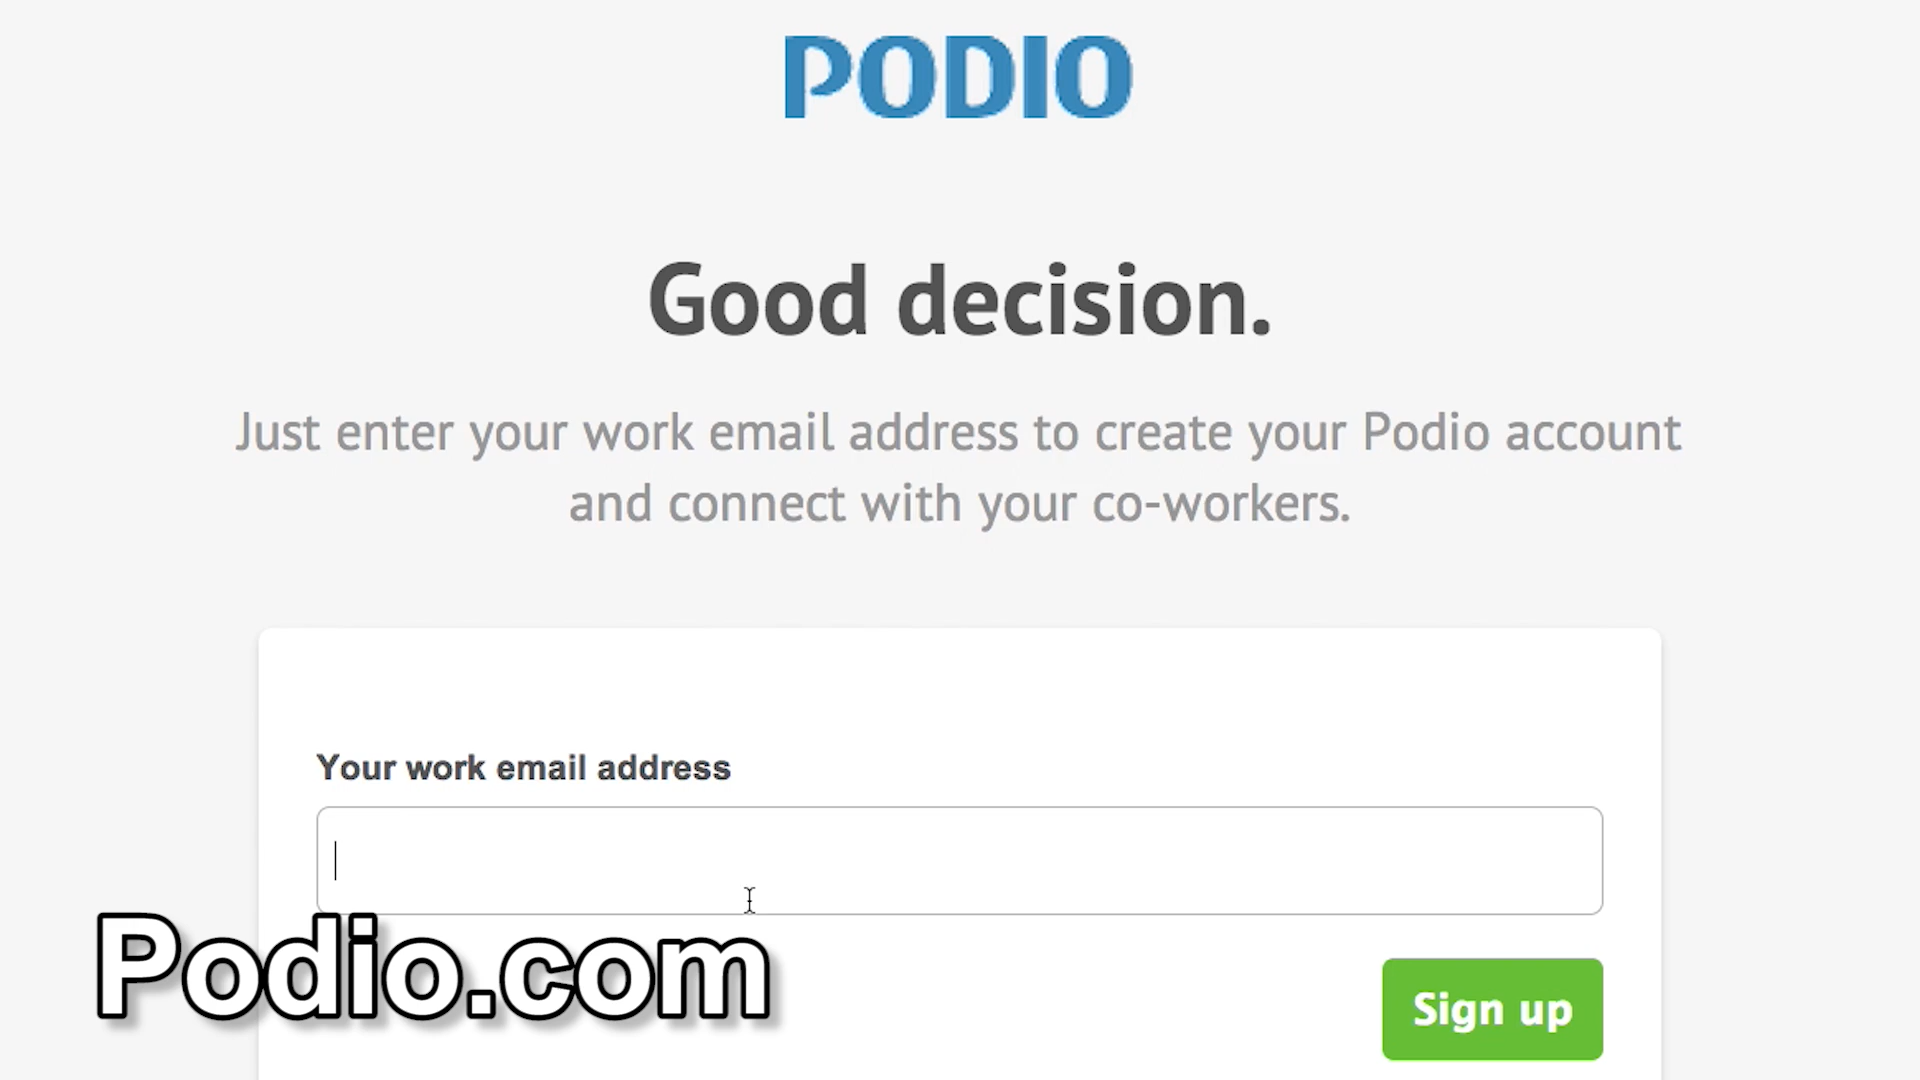 PODIO
Good decision.
Just enter your work email address to create your Podio account
and connect with your co-workers.
Your work email address
Podio.com
Sign up